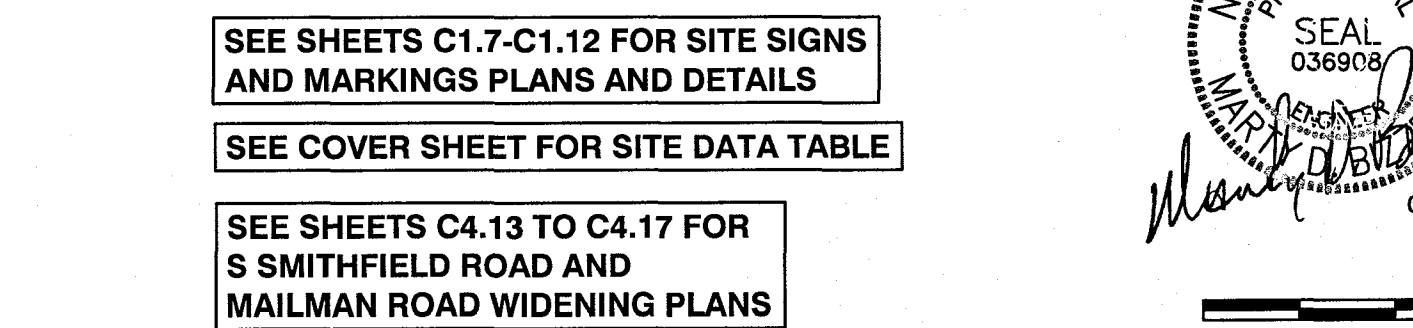 SEE SHEETS C1.7-C1.12 FOR SITE SIGNS
AND MARKINGS PLANS AND DETAILS
SEE COVER SHEET FOR SITE DATA TABLE
SEE SHEETS C4.13 TO C4.17 FOR
S SMITHFIELD ROAD AND
MAILMAN ROAD WIDENING PLANS
SEAL
036908
ENGINEER
MARTY D.